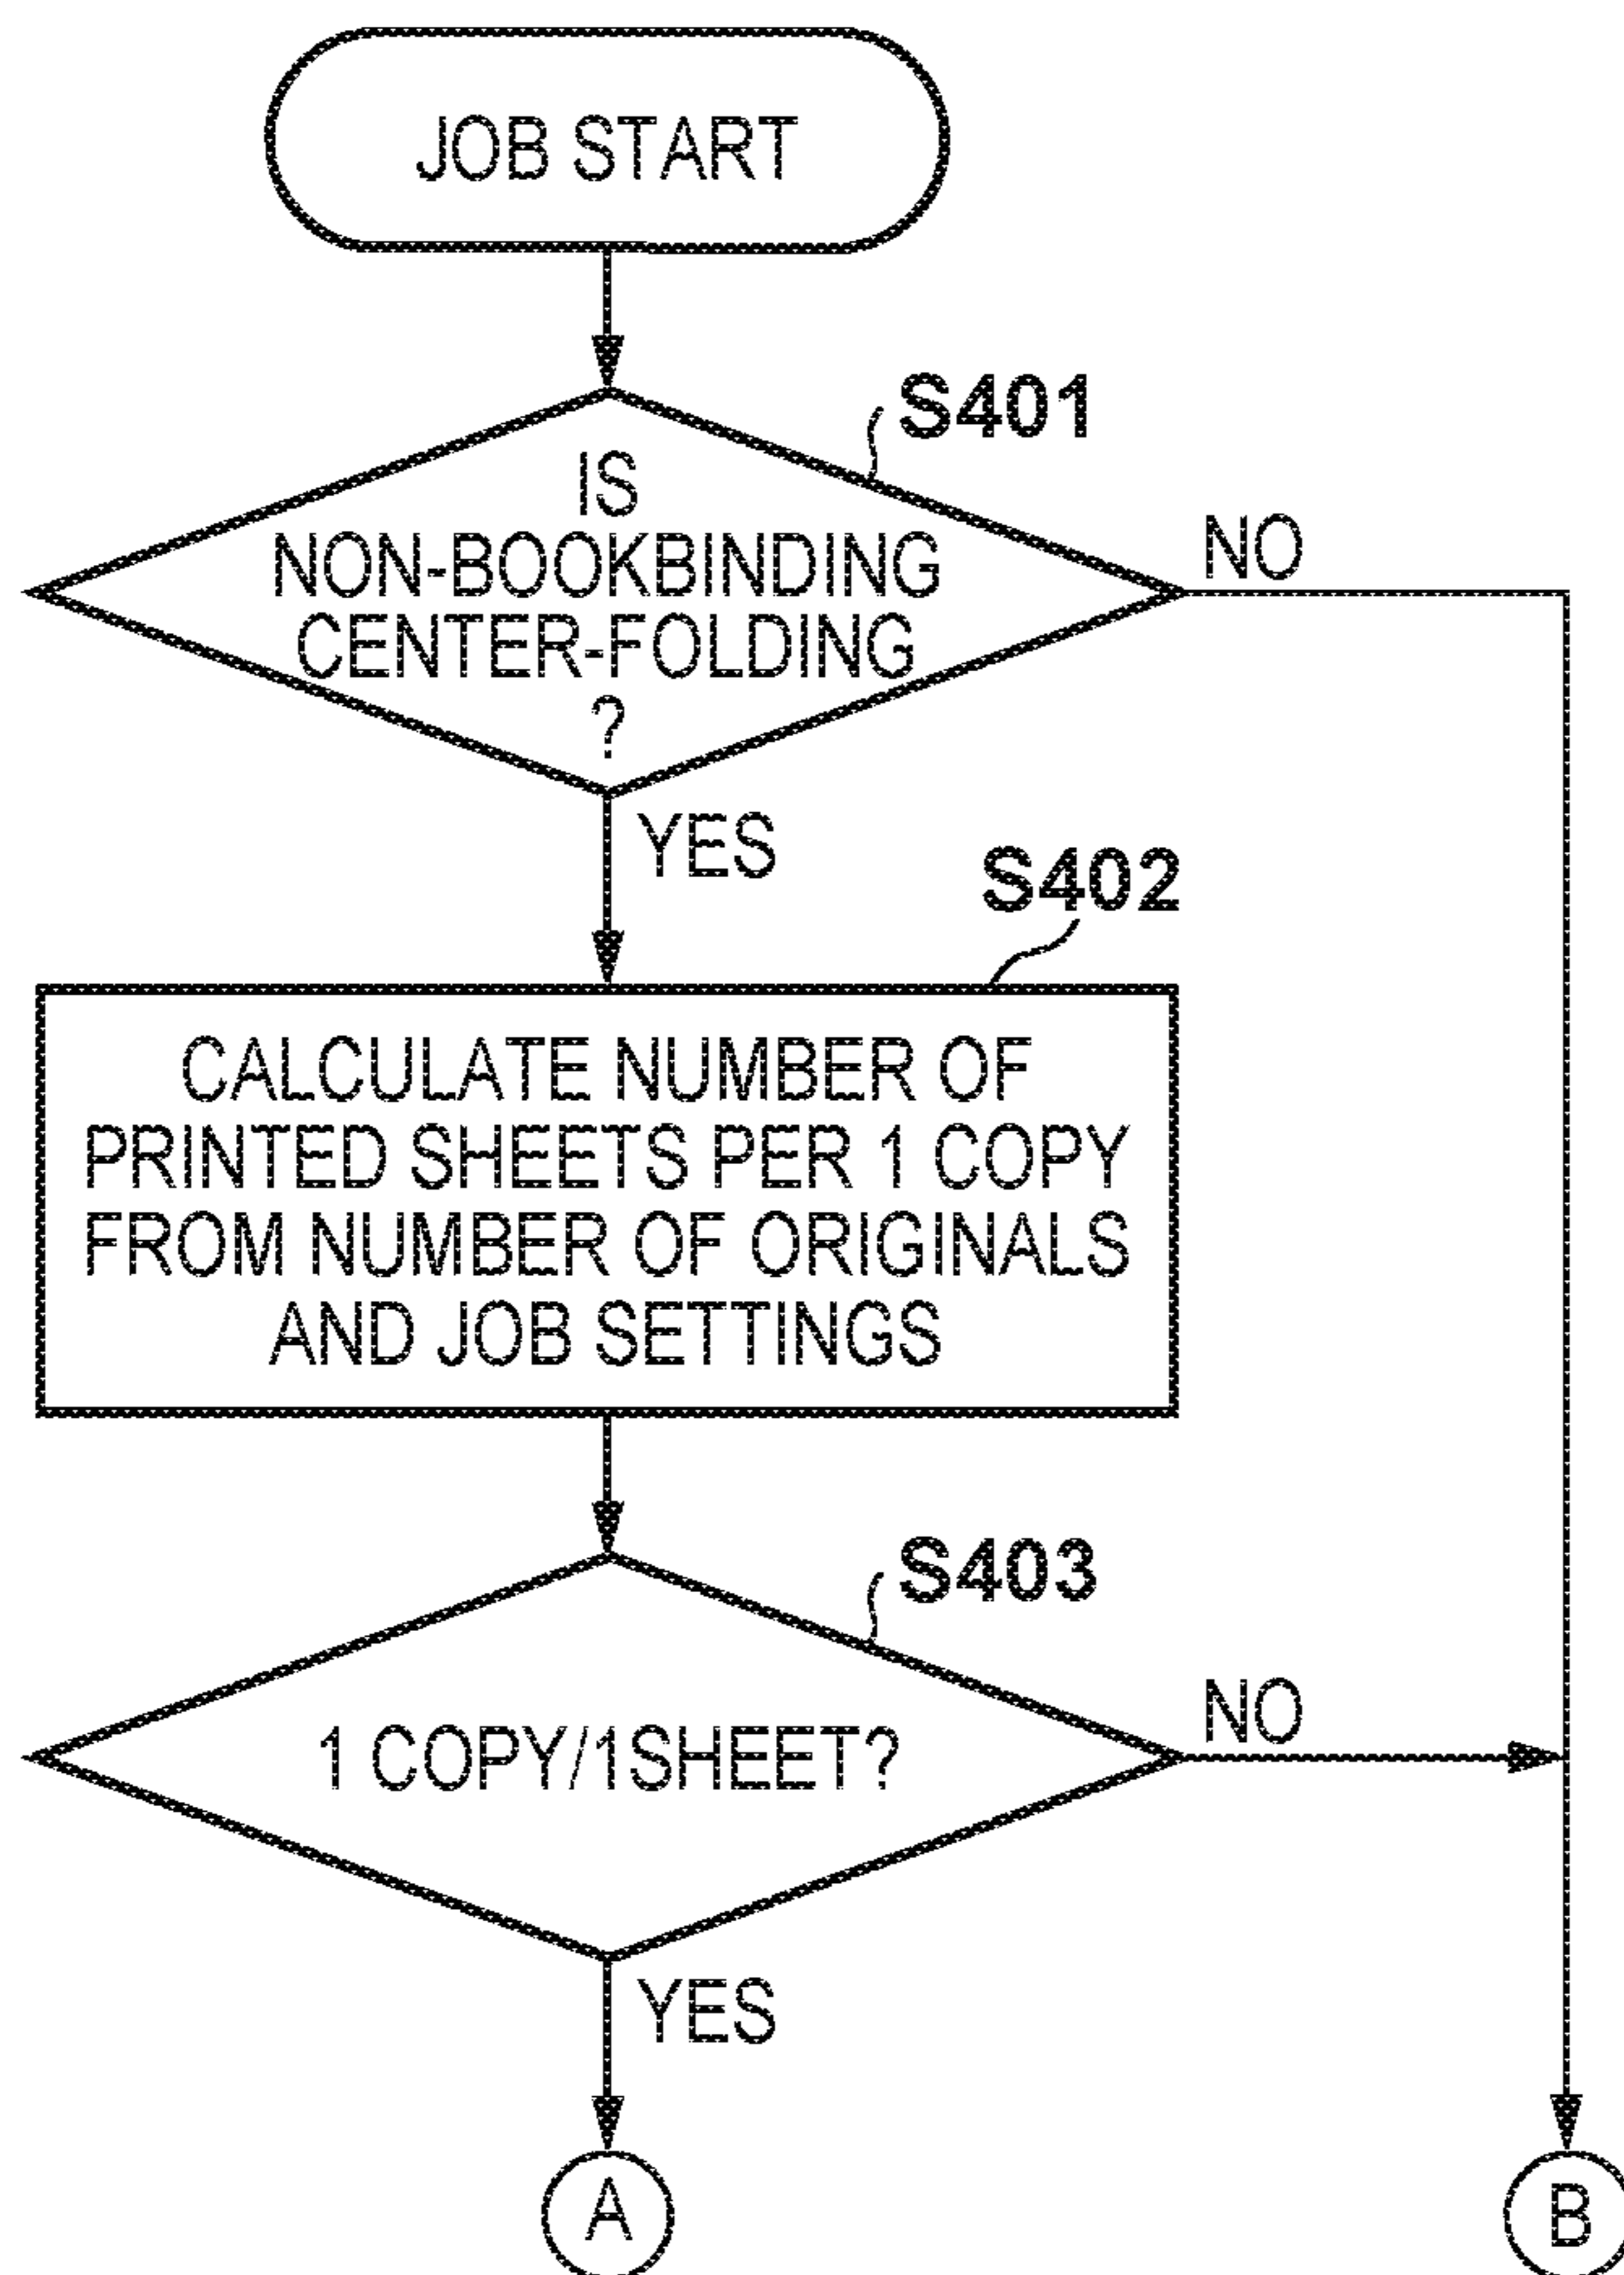 JOB START
S401
IS
NON-BOOKBINDING
CENTER-FOLDING
?
NO
YES
S402
CALCULATE NUMBER OF
PRINTED SHEETS PER 1 COPY
FROM NUMBER OF ORIGINALS
AND JOB SETTINGS
S403
1 COPY/1SHEET?
NO
YES
A
B